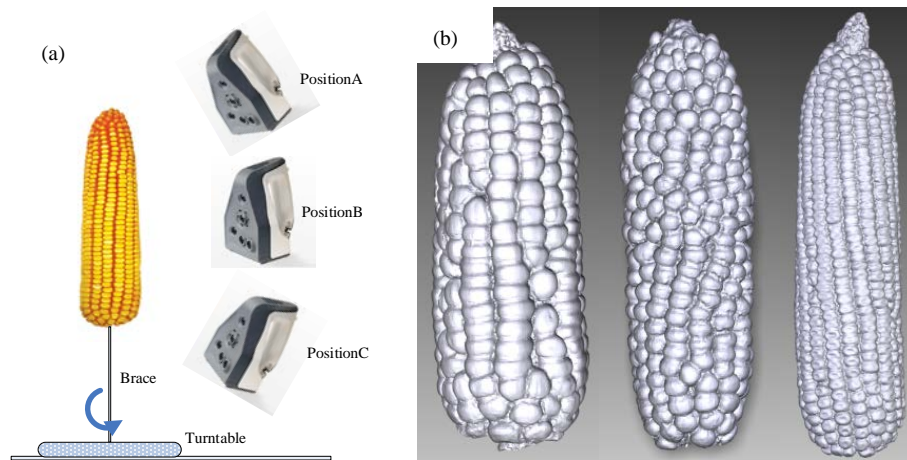 (a)
PositionA
PositionB
PositionC
Brace
Turntable
(b)